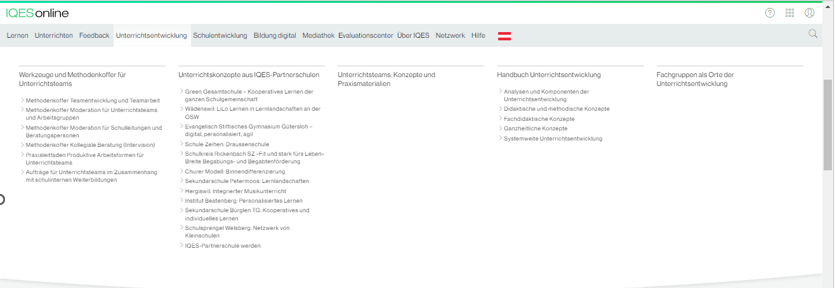 IQESonline
Lernen Unterrichten Feedback Unterrichtsentwicklung Schulentwicklung Bildung digital Mediathek Evaluationscenter Über IQES Netzwerk Hilfe
Werkzeuge und Methodenkoffer für
Unterrichtsteams
Methodenkoffer Teamentwicklung und Teamarbeit
Methodenkoffer Moderation für Unterrichtsteams
und Arbeitsgruppen
Methodenkoffer Moderation für Schulleitungen und
Beratungspersonen
Methodenkoffer Kollegiale Beratung (Intervision)
Praxisleitfaden Produktive Arbeitsformen für
Unterrichtsteams
Aufträge für Unterrichtsteams im Zusammenhang
mit schulinternen Weiterbildungen
Unterrichtskonzepte aus IQES-Partnerschulen
Green Gesamtschule – Kooperatives Lernen der
ganzen Schulgemeinschaft
Wädenswil: LiLo Lernen in Lernlandschaften an der
OSW
Evangelisch Stiftisches Gymnasium Gütersloh –
digital, personalisiert, agil
Schule Zeihen: Draussenschule
Schulkreis Rickenbach SZ «Fit und stark fürs Leben»
Breite Begabungs- und Begabtenförderung
Churer Modell: Binnendifferenzierung
Sekundarschule Petermoos: Lernlandschaften
Hergiswil: Integrierter Musikunterricht
Institut Beatenberg: Personalisiertes Lernen
Sekundarschule Bürglen TG: Kooperatives und
individuelles Lernen
Schulsprengel Welsberg: Netzwerk von
Kleinschulen
IQES-Partnerschule werden
Unterrichtsteams: Konzepte und
Praxismaterialien
Handbuch Unterrichtsentwicklung
Analysen und Komponenten der
Unterrichtsentwicklung
Didaktische und methodische Konzepte
Fachdidaktische Konzepte
Ganzheitliche Konzepte
Systemweite Unterrichtsentwicklung
Fachgruppen als Orte der
Unterrichtsentwicklung